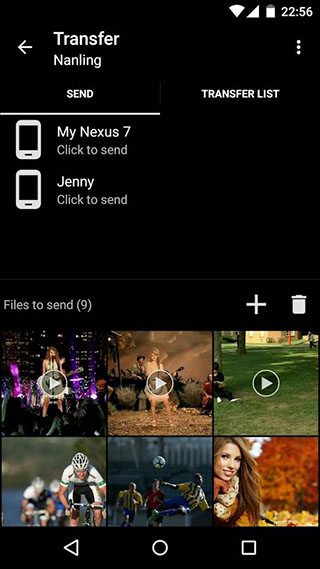 22:56
Transfer
Nanling
SEND
TRANSFER LIST
My Nexus 7
Click to send
Jenny
Click to send
Files to send (9)